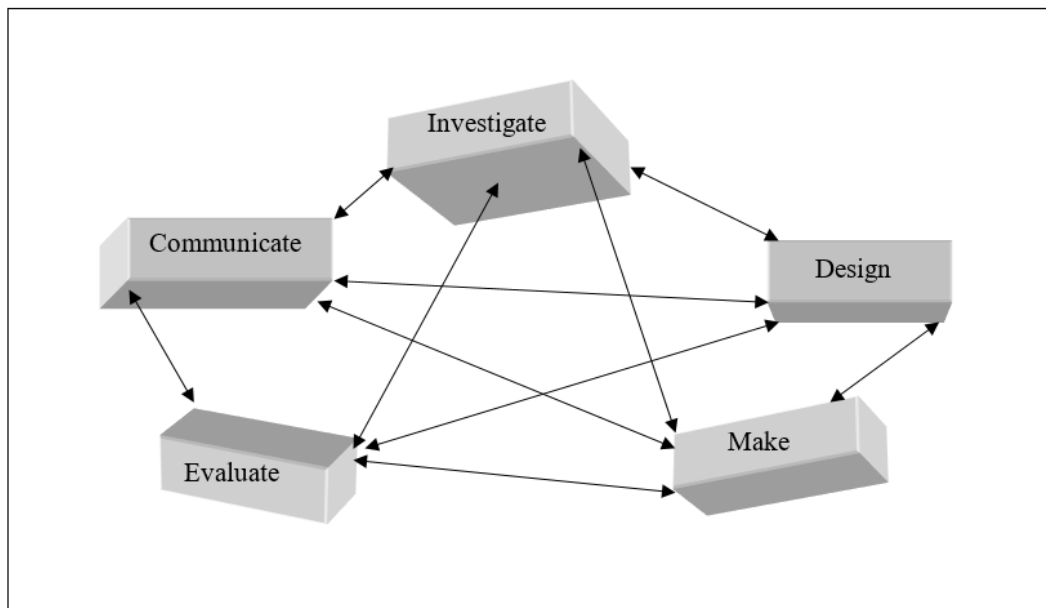 Investigate
Communicate
Design
Make
Evaluate